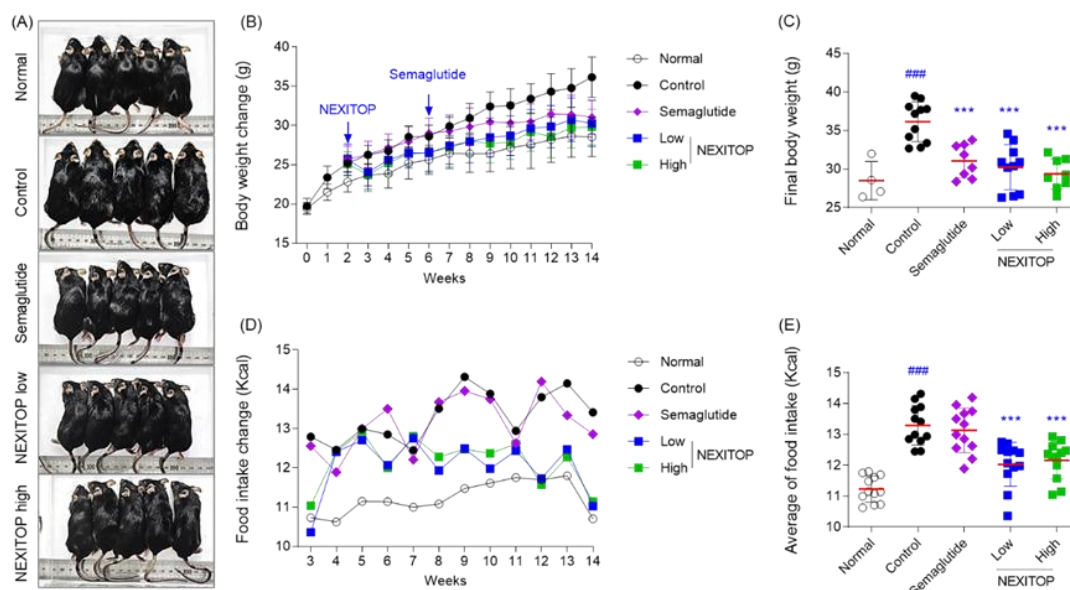 (A)
Normal
Control
Semaglutide
NEXITOP low
NEXITOP high
(B)
Body weight change (g)
40
35
30
25
20
15
NEXITOP
Semaglutide
0 1 2 3 4 5 6 7 8 9 10 11 12 13 14
Weeks
Normal
Control
Semaglutide
Low
High
NEXITOP
(C)
Final body weight (g)
45
40
35
30
25
###
***
***
***
Normal
Control
Semaglutide
Low
High
NEXITOP
(D)
Food intake change (Kcal)
15
14
13
12
11
10
3 4 5 6 7 8 9 10 11 12 13 14
Weeks
Normal
Control
Semaglutide
Low
High
NEXITOP
(E)
Average of food intake (Kcal)
15
14
13
12
11
10
###
***
***
Normal
Control
Semaglutide
Low
High
NEXITOP